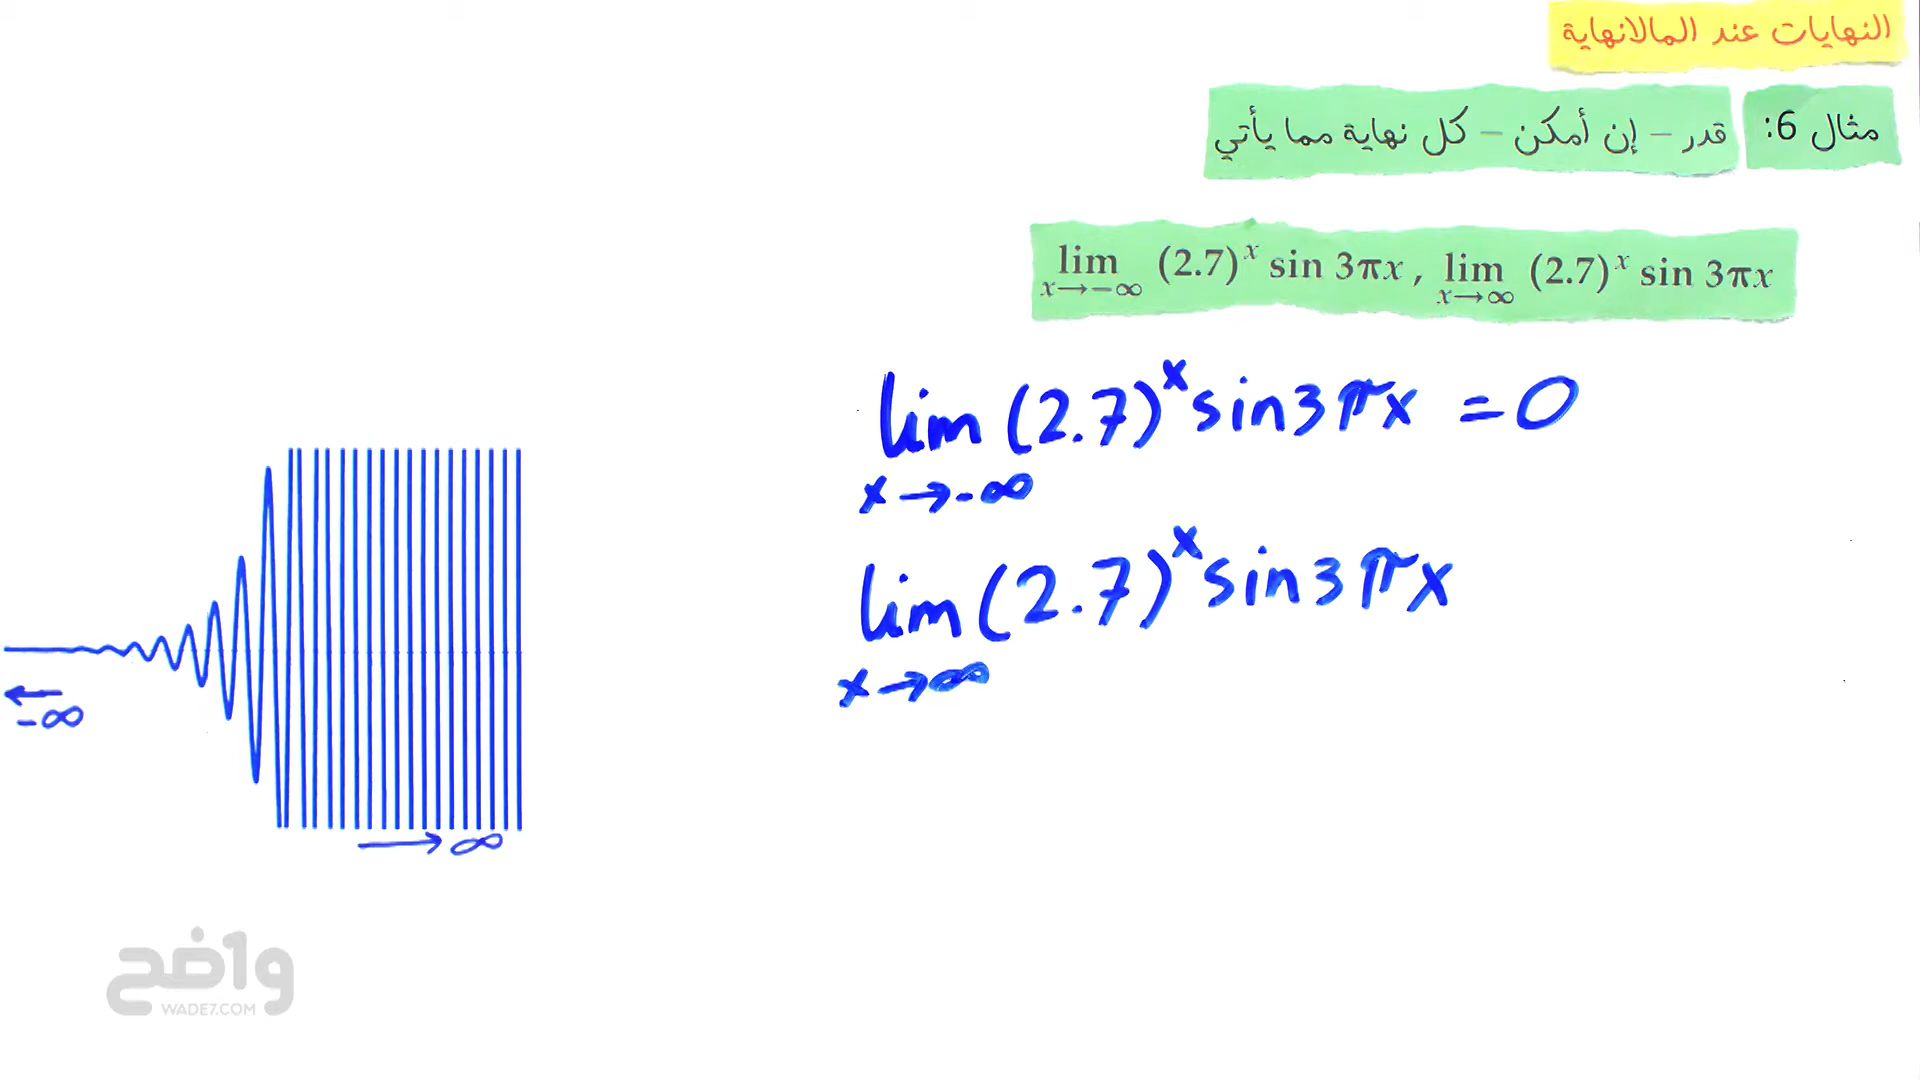 النهايات عند المالانهاية
مثال 6: قدر – إن أمكن – كل نهاية مما يأتي
lim x→−∞ (2.7)^x sin 3πx , lim x→∞ (2.7)^x sin 3πx
lim x→-∞ (2.7)^x sin3πx = 0
lim x→∞ (2.7)^x sin3πx
-∞
→ ∞
واضح
WADE7.COM